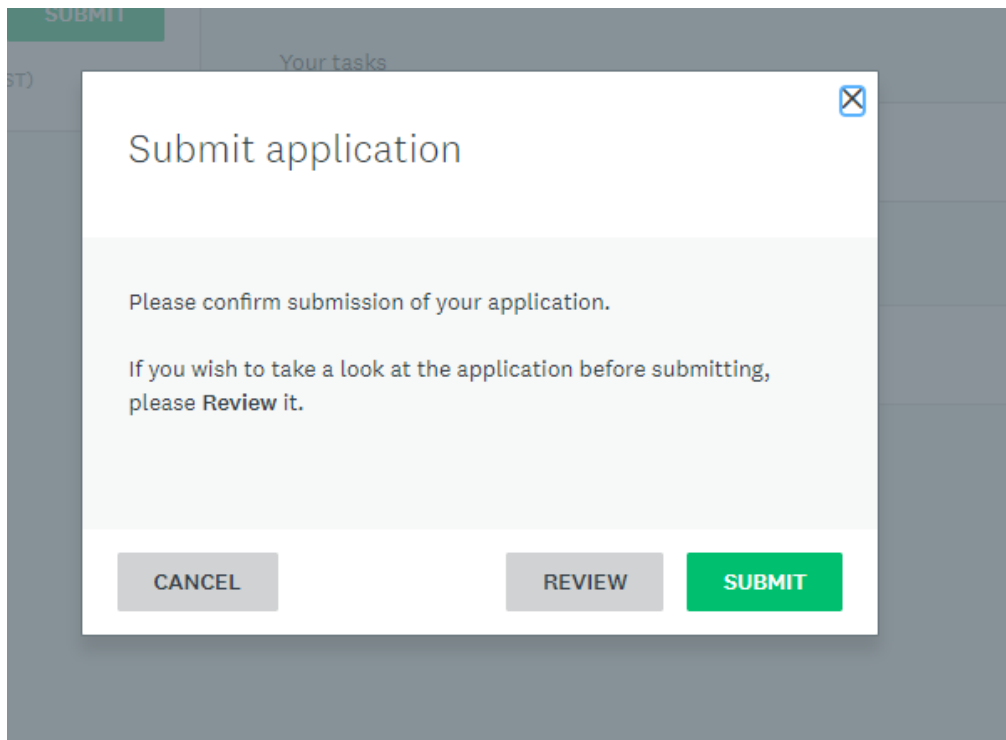 SUBMIT
Your tasks
ST)
Submit application
Please confirm submission of your application.
If you wish to take a look at the application before submitting,
please Review it.
CANCEL
REVIEW
SUBMIT